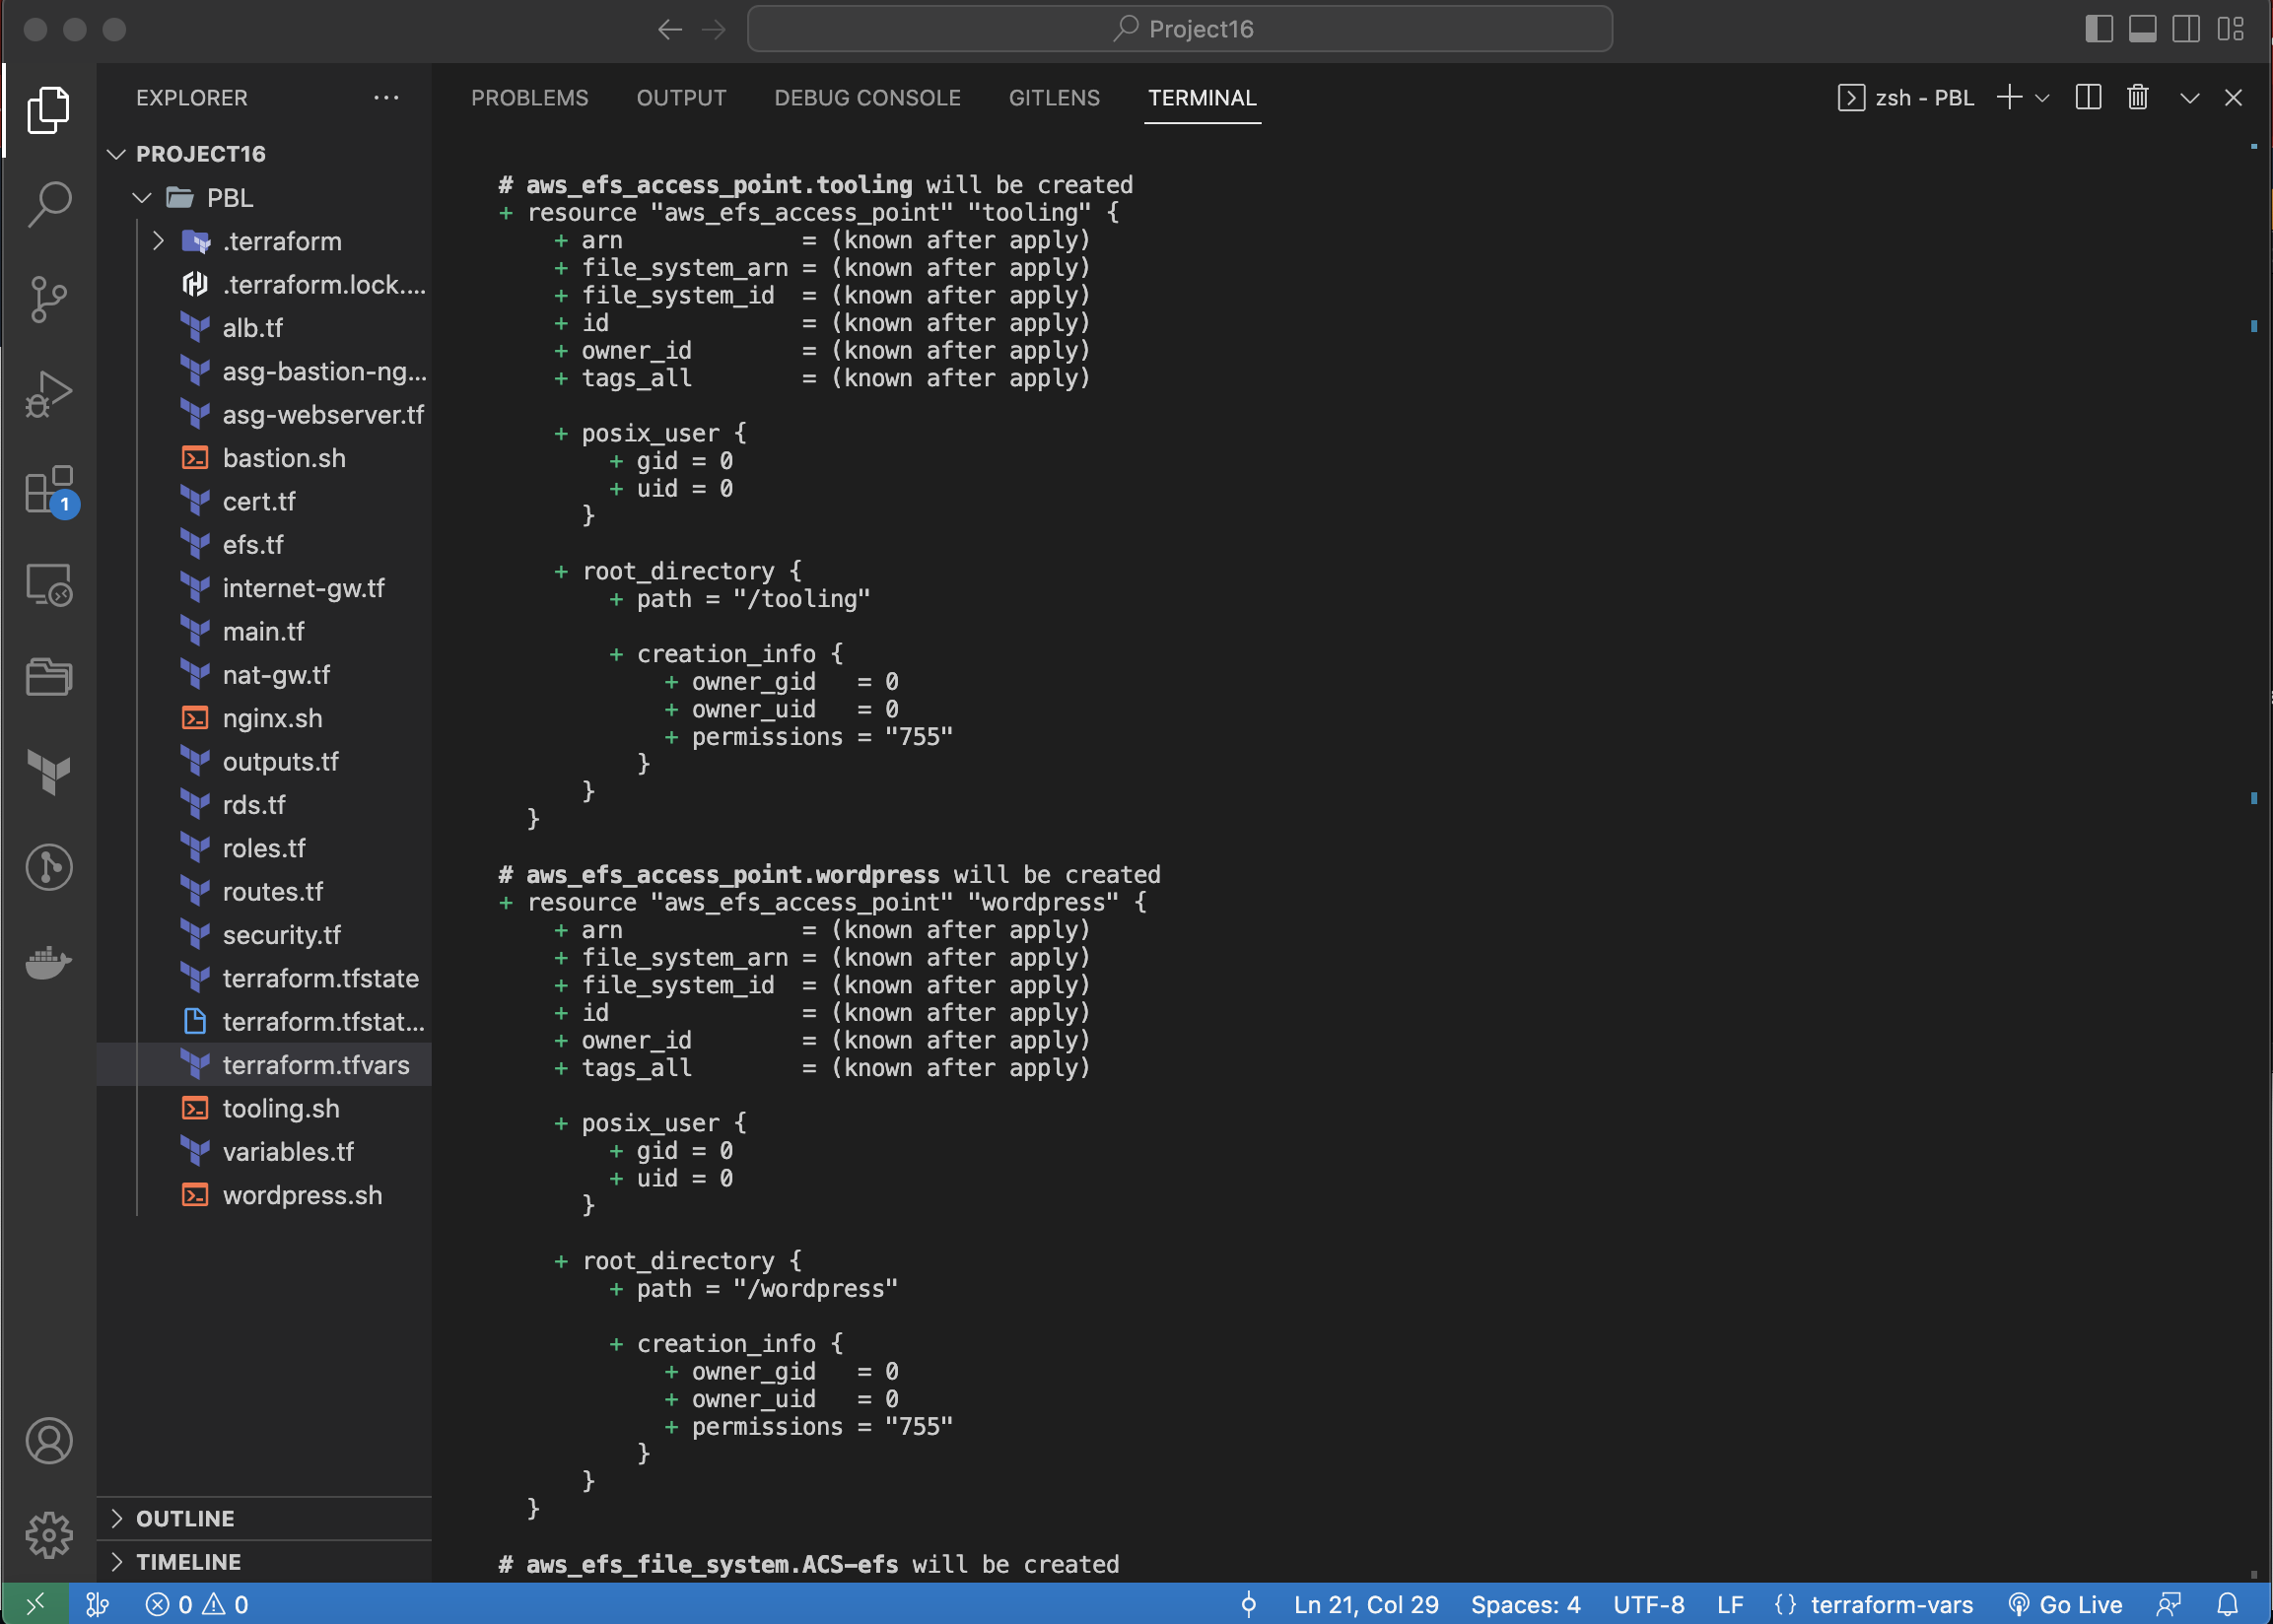 Project16
EXPLORER
PROBLEMS OUTPUT DEBUG CONSOLE GITLENS TERMINAL
zsh - PBL
PROJECT16
PBL
.terraform
.terraform.lock....
alb.tf
asg-bastion-ng...
asg-webserver.tf
bastion.sh
cert.tf
efs.tf
internet-gw.tf
main.tf
nat-gw.tf
nginx.sh
outputs.tf
rds.tf
roles.tf
routes.tf
security.tf
terraform.tfstate
terraform.tfstat...
terraform.tfvars
tooling.sh
variables.tf
wordpress.sh
OUTLINE
TIMELINE
1
# aws_efs_access_point.tooling will be created
+ resource "aws_efs_access_point" "tooling" {
+ arn             = (known after apply)
+ file_system_arn = (known after apply)
+ file_system_id  = (known after apply)
+ id              = (known after apply)
+ owner_id        = (known after apply)
+ tags_all        = (known after apply)
+ posix_user {
+ gid = 0
+ uid = 0
}
+ root_directory {
+ path = "/tooling"
+ creation_info {
+ owner_gid   = 0
+ owner_uid   = 0
+ permissions = "755"
}
}
}
# aws_efs_access_point.wordpress will be created
+ resource "aws_efs_access_point" "wordpress" {
+ arn             = (known after apply)
+ file_system_arn = (known after apply)
+ file_system_id  = (known after apply)
+ id              = (known after apply)
+ owner_id        = (known after apply)
+ tags_all        = (known after apply)
+ posix_user {
+ gid = 0
+ uid = 0
}
+ root_directory {
+ path = "/wordpress"
+ creation_info {
+ owner_gid   = 0
+ owner_uid   = 0
+ permissions = "755"
}
}
}
# aws_efs_file_system.ACS-efs will be created
0 0 Ln 21, Col 29 Spaces: 4 UTF-8 LF {} terraform-vars Go Live